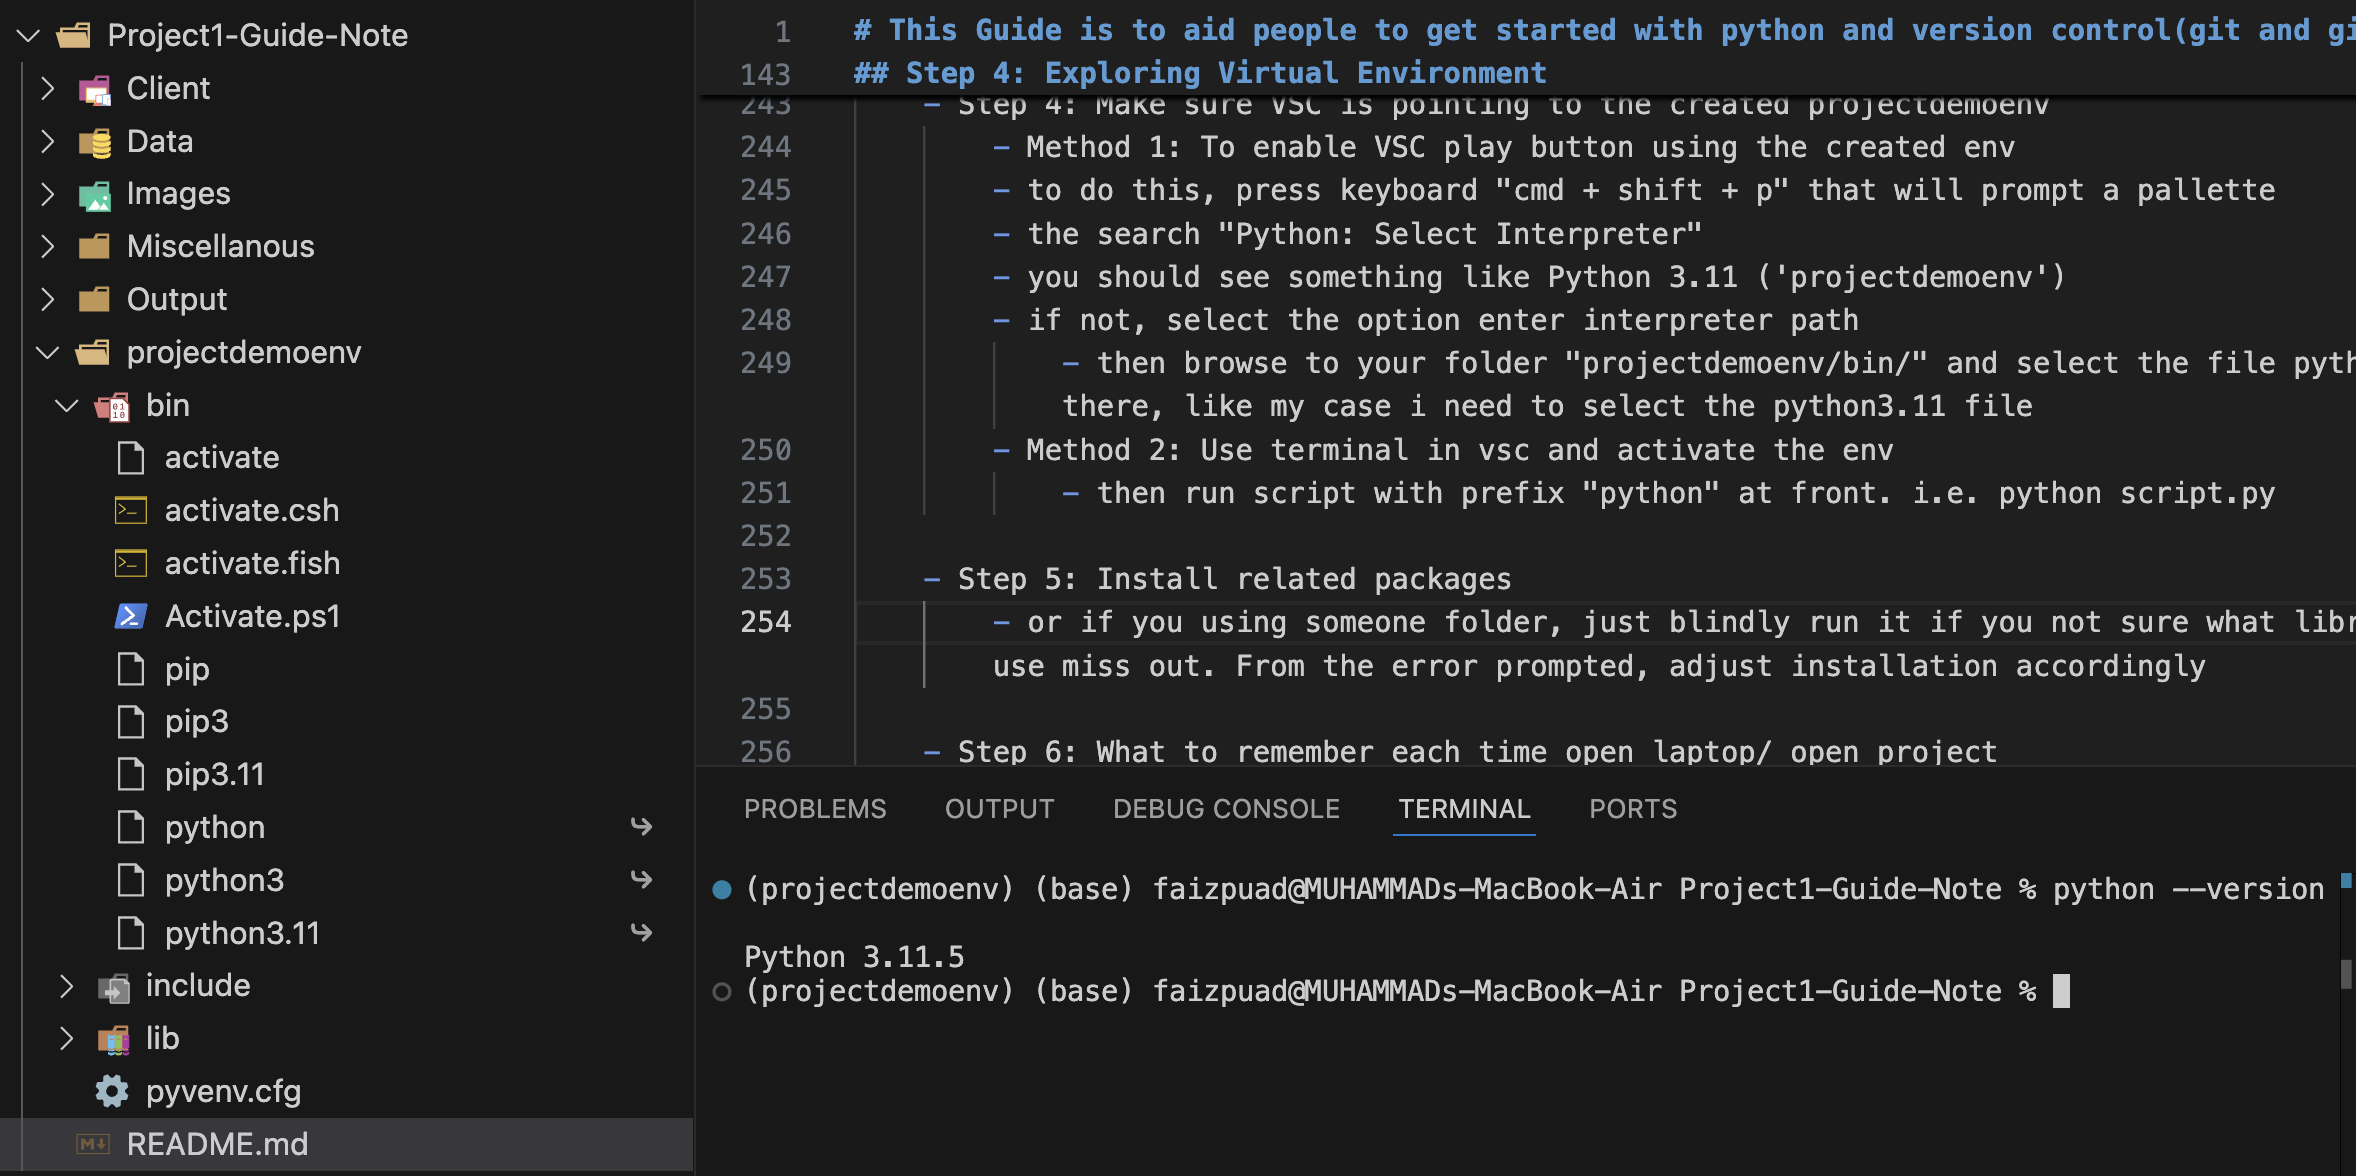 Project1-Guide-Note
Client
Data
Images
Miscellanous
Output
projectdemoenv
bin
activate
activate.csh
activate.fish
Activate.ps1
pip
pip3
pip3.11
python
python3
python3.11
include
lib
pyvenv.cfg
README.md
1 # This Guide is to aid people to get started with python and version control(git and gi
143 ## Step 4: Exploring Virtual Environment
243 - Step 4: Make sure VSC is pointing to the created projectdemoenv
244 - Method 1: To enable VSC play button using the created env
245 - to do this, press keyboard "cmd + shift + p" that will prompt a pallette
246 - the search "Python: Select Interpreter"
247 - you should see something like Python 3.11 ('projectdemoenv')
248 - if not, select the option enter interpreter path
249 - then browse to your folder "projectdemoenv/bin/" and select the file pyth
there, like my case i need to select the python3.11 file
250 - Method 2: Use terminal in vsc and activate the env
251 - then run script with prefix "python" at front. i.e. python script.py
252
253 - Step 5: Install related packages
254 - or if you using someone folder, just blindly run it if you not sure what libr
use miss out. From the error prompted, adjust installation accordingly
255
256 - Step 6: What to remember each time open laptop/ open project
PROBLEMS OUTPUT DEBUG CONSOLE TERMINAL PORTS
(projectdemoenv) (base) faizpuad@MUHAMMADs-MacBook-Air Project1-Guide-Note % python --version
Python 3.11.5
(projectdemoenv) (base) faizpuad@MUHAMMADs-MacBook-Air Project1-Guide-Note %